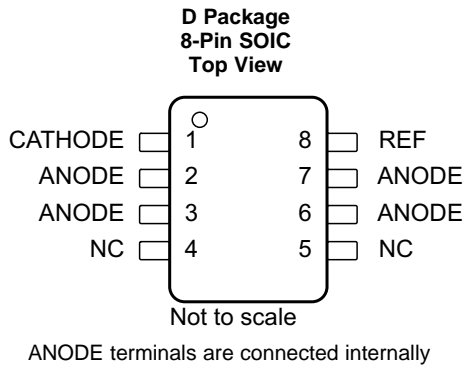 D Package
8-Pin SOIC
Top View
CATHODE 1 8 REF
ANODE 2 7 ANODE
ANODE 3 6 ANODE
NC 4 5 NC
Not to scale
ANODE terminals are connected internally